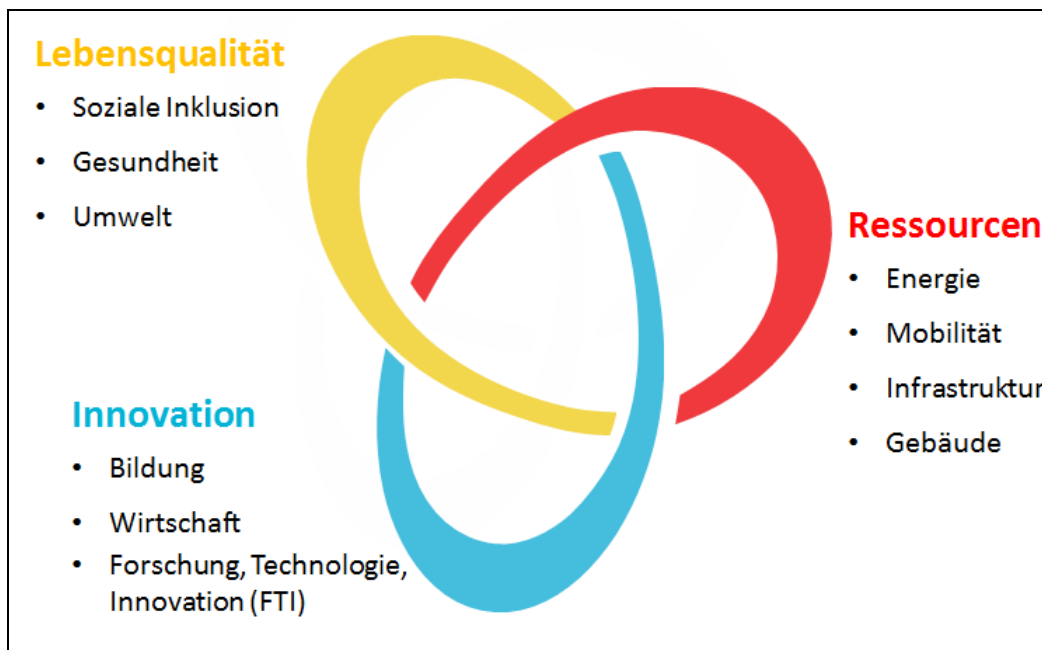 Lebensqualität
• Soziale Inklusion
• Gesundheit
• Umwelt
Ressourcen
• Energie
• Mobilität
• Infrastruktur
• Gebäude
Innovation
• Bildung
• Wirtschaft
• Forschung, Technologie,
Innovation (FTI)